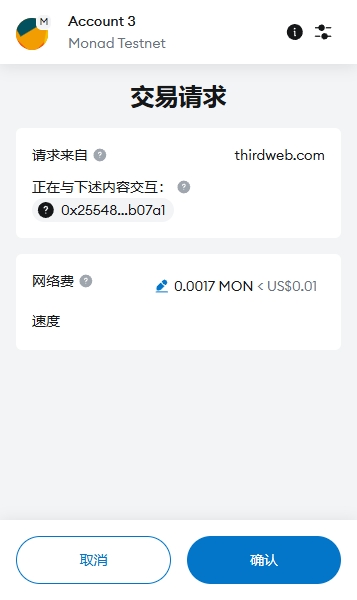 M
Account 3
Monad Testnet
交易请求
请求来自 ?
thirdweb.com
正在与下述内容交互： ?
? 0x25548...b07a1
网络费 ?
0.0017 MON < US$0.01
速度
取消
确认